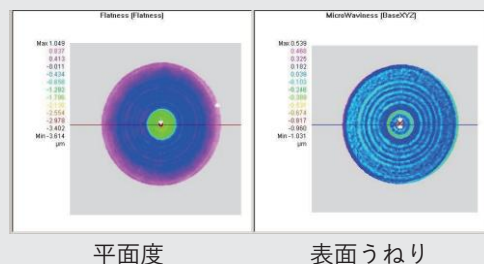 Flatness [Flatness]
Max 1.049
0.837
0.413
-0.011
-0.434
-0.858
-1.283
-1.706
-2.130
-2.554
-2.978
-3.402
Min -3.614
µm
MicroWaviness [BaseXYZ]
Max 0.539
0.468
0.325
0.182
0.039
-0.103
-0.246
-0.389
-0.531
-0.674
-0.817
-0.960
Min -1.031
µm
平面度
表面うねり